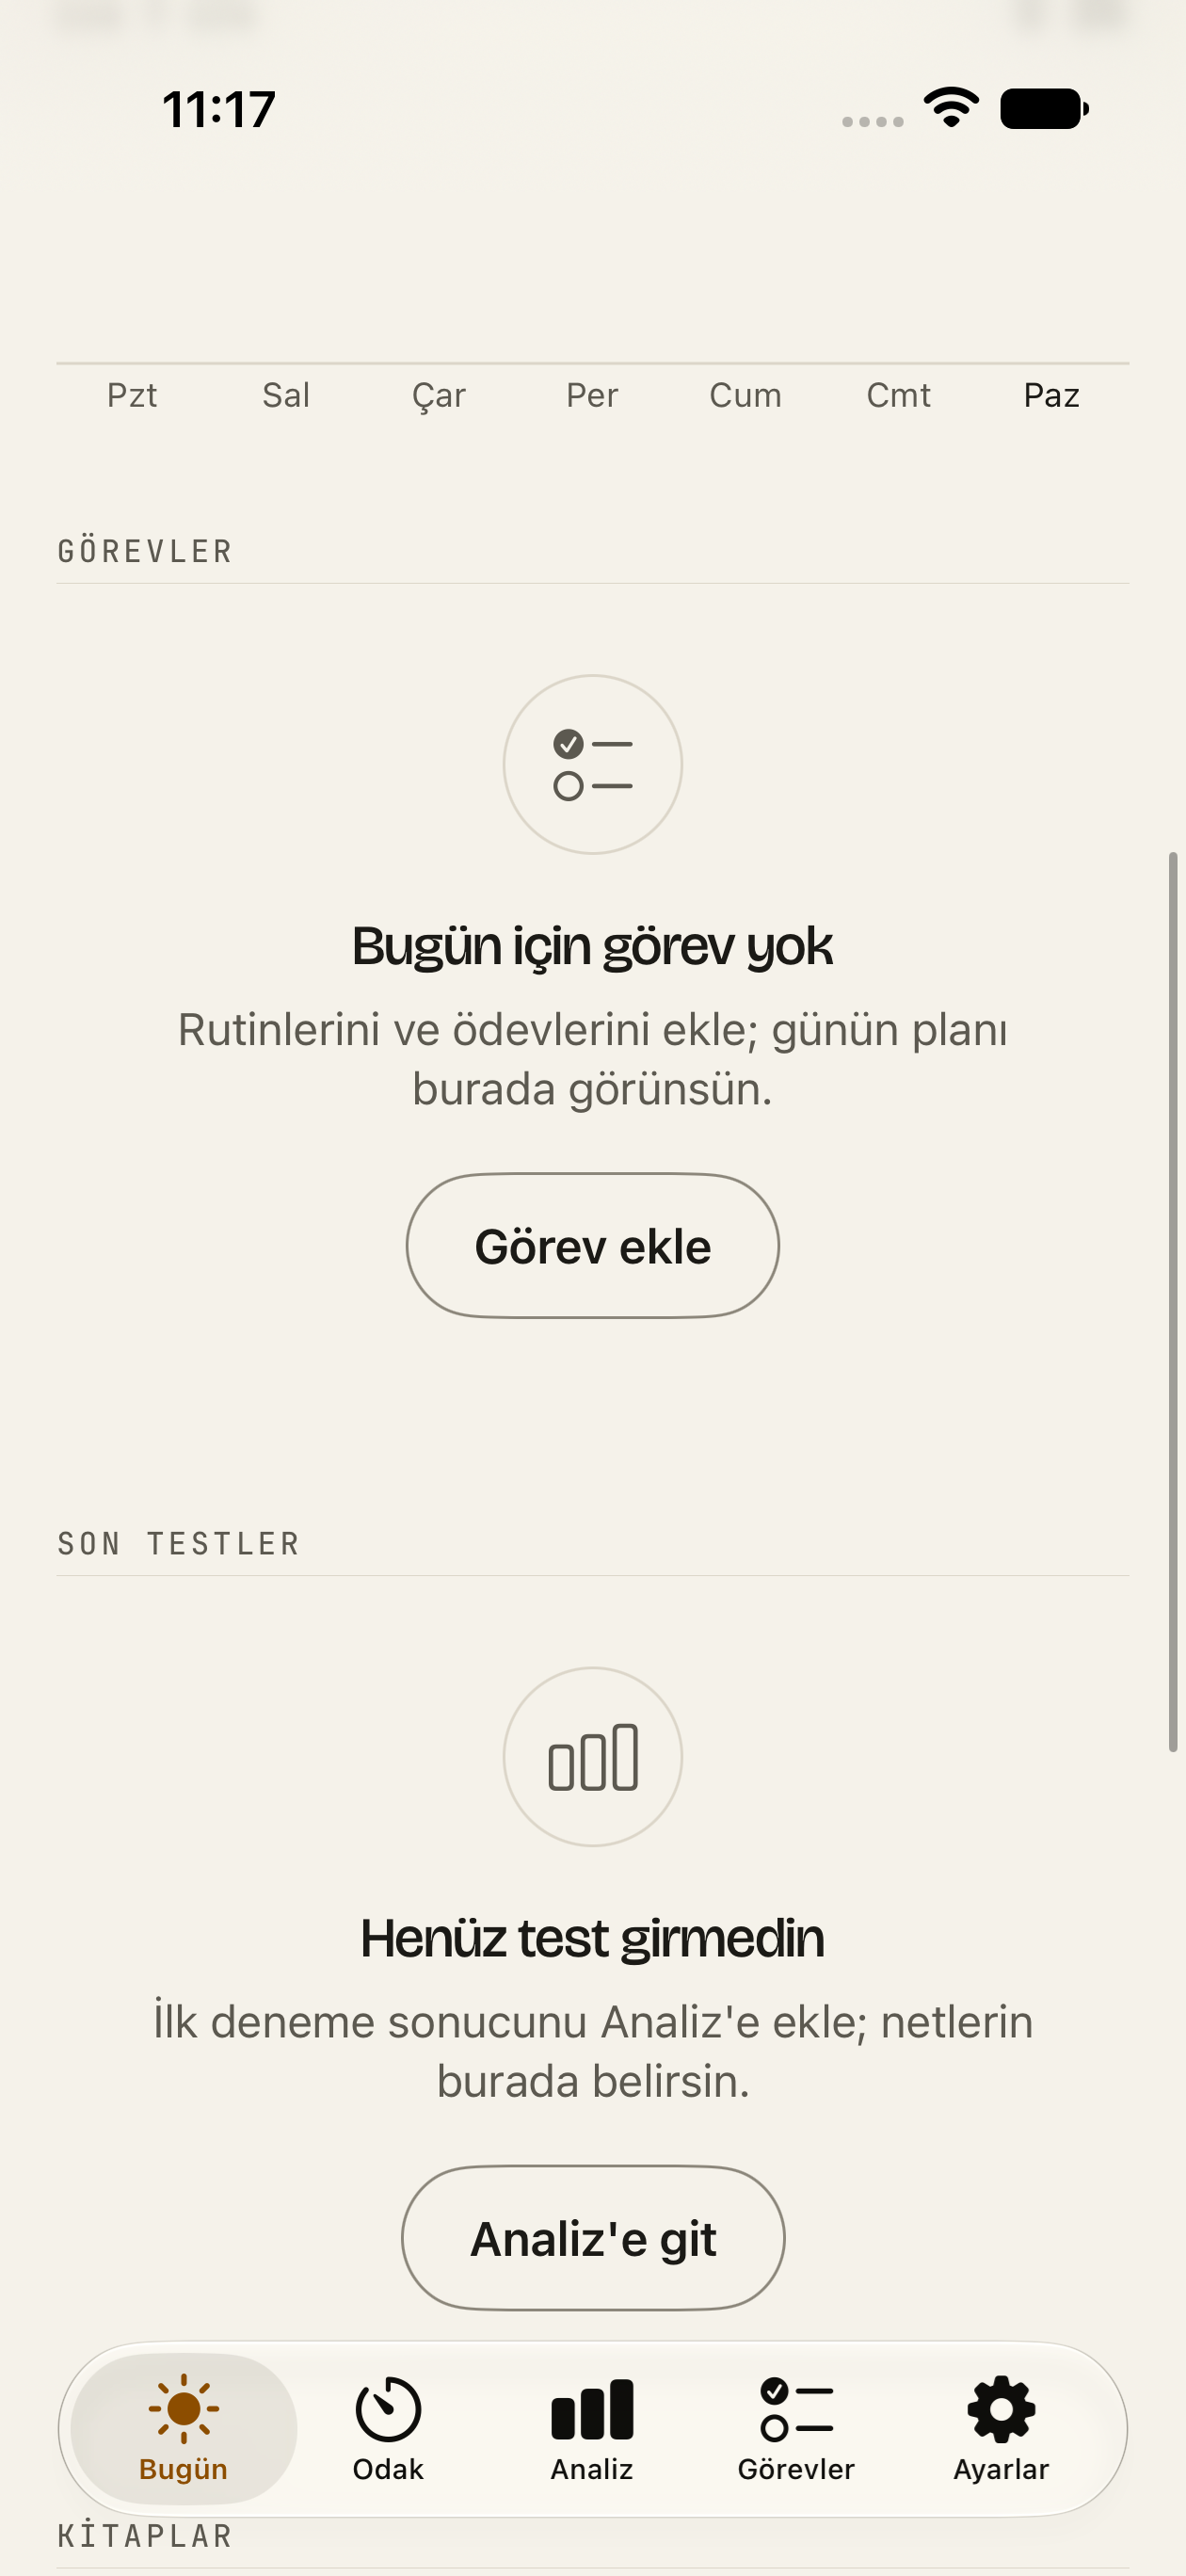 11:17
Pzt Sal Çar Per Cum Cmt Paz
GÖREVLER
Bugün için görev yok
Rutinlerini ve ödevlerini ekle; günün planı
burada görünsün.
Görev ekle
SON TESTLER
Henüz test girmedin
İlk deneme sonucunu Analiz'e ekle; netlerin
burada belirsin.
Analiz'e git
Bugün Odak Analiz Görevler Ayarlar
KİTAPLAR